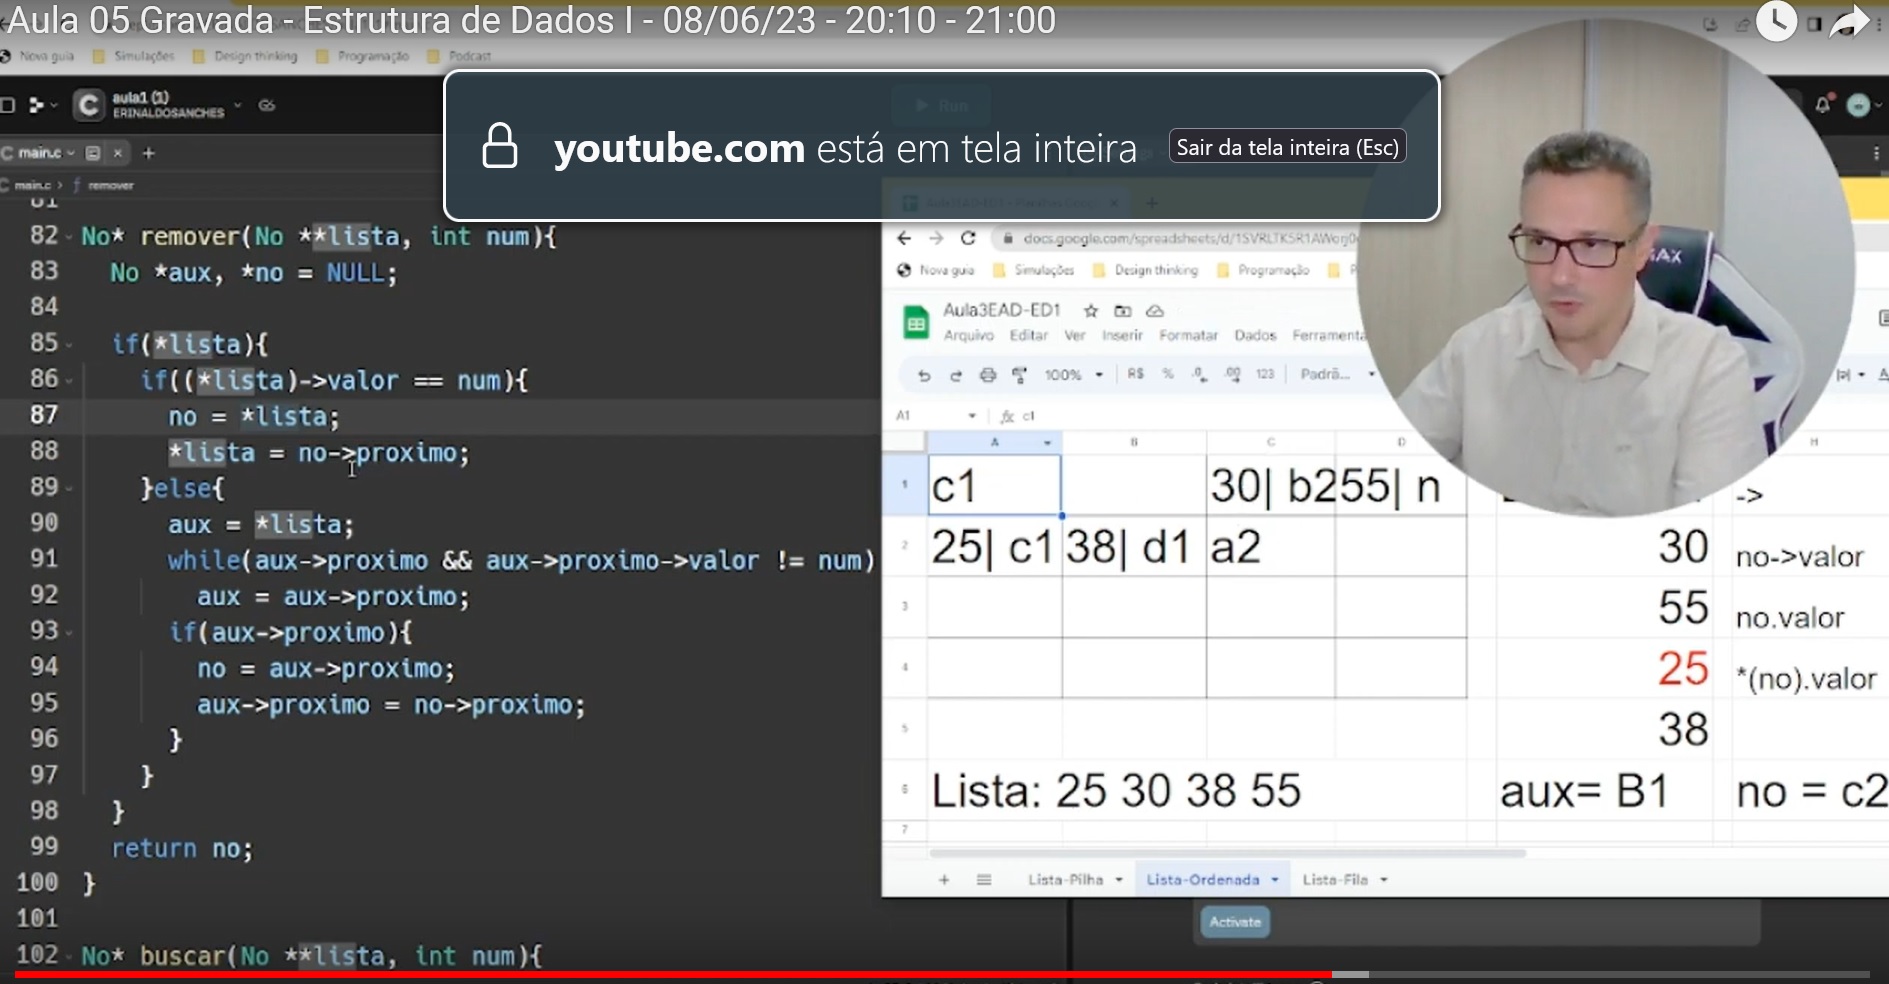 Aula 05 Gravada - Estrutura de Dados I - 08/06/23 - 20:10 - 21:00
Nova guia Simulações Design thinking Programação Podcast
aula1 (1)
ERINALDOSANCHES
Run
youtube.com está em tela inteira Sair da tela inteira (Esc)
main.c
main.c > f remover
81
82 No* remover(No **lista, int num){
83 No *aux, *no = NULL;
84
85 if(*lista){
86 if((*lista)->valor == num){
87 no = *lista;
88 *lista = no->proximo;
89 }else{
90 aux = *lista;
91 while(aux->proximo && aux->proximo->valor != num)
92 aux = aux->proximo;
93 if(aux->proximo){
94 no = aux->proximo;
95 aux->proximo = no->proximo;
96 }
97 }
98 }
99 return no;
100 }
101
102 No* buscar(No **lista, int num){
Nova guia Simulações Design thinking Programação
Aula3EAD-ED1
Arquivo Editar Ver Inserir Formatar Dados Ferramenta
100% R$ % .0 .00 123 Padrã...
A1 fx c1
A B C D H
1 c1 30| b2 55| n ->
2 25| c1 38| d1 a2 30 no->valor
3 55 no.valor
4 25 *(no).valor
5 38
6 Lista: 25 30 38 55 aux= B1 no = c2
7
+ Lista-Pilha Lista-Ordenada Lista-Fila
Activate